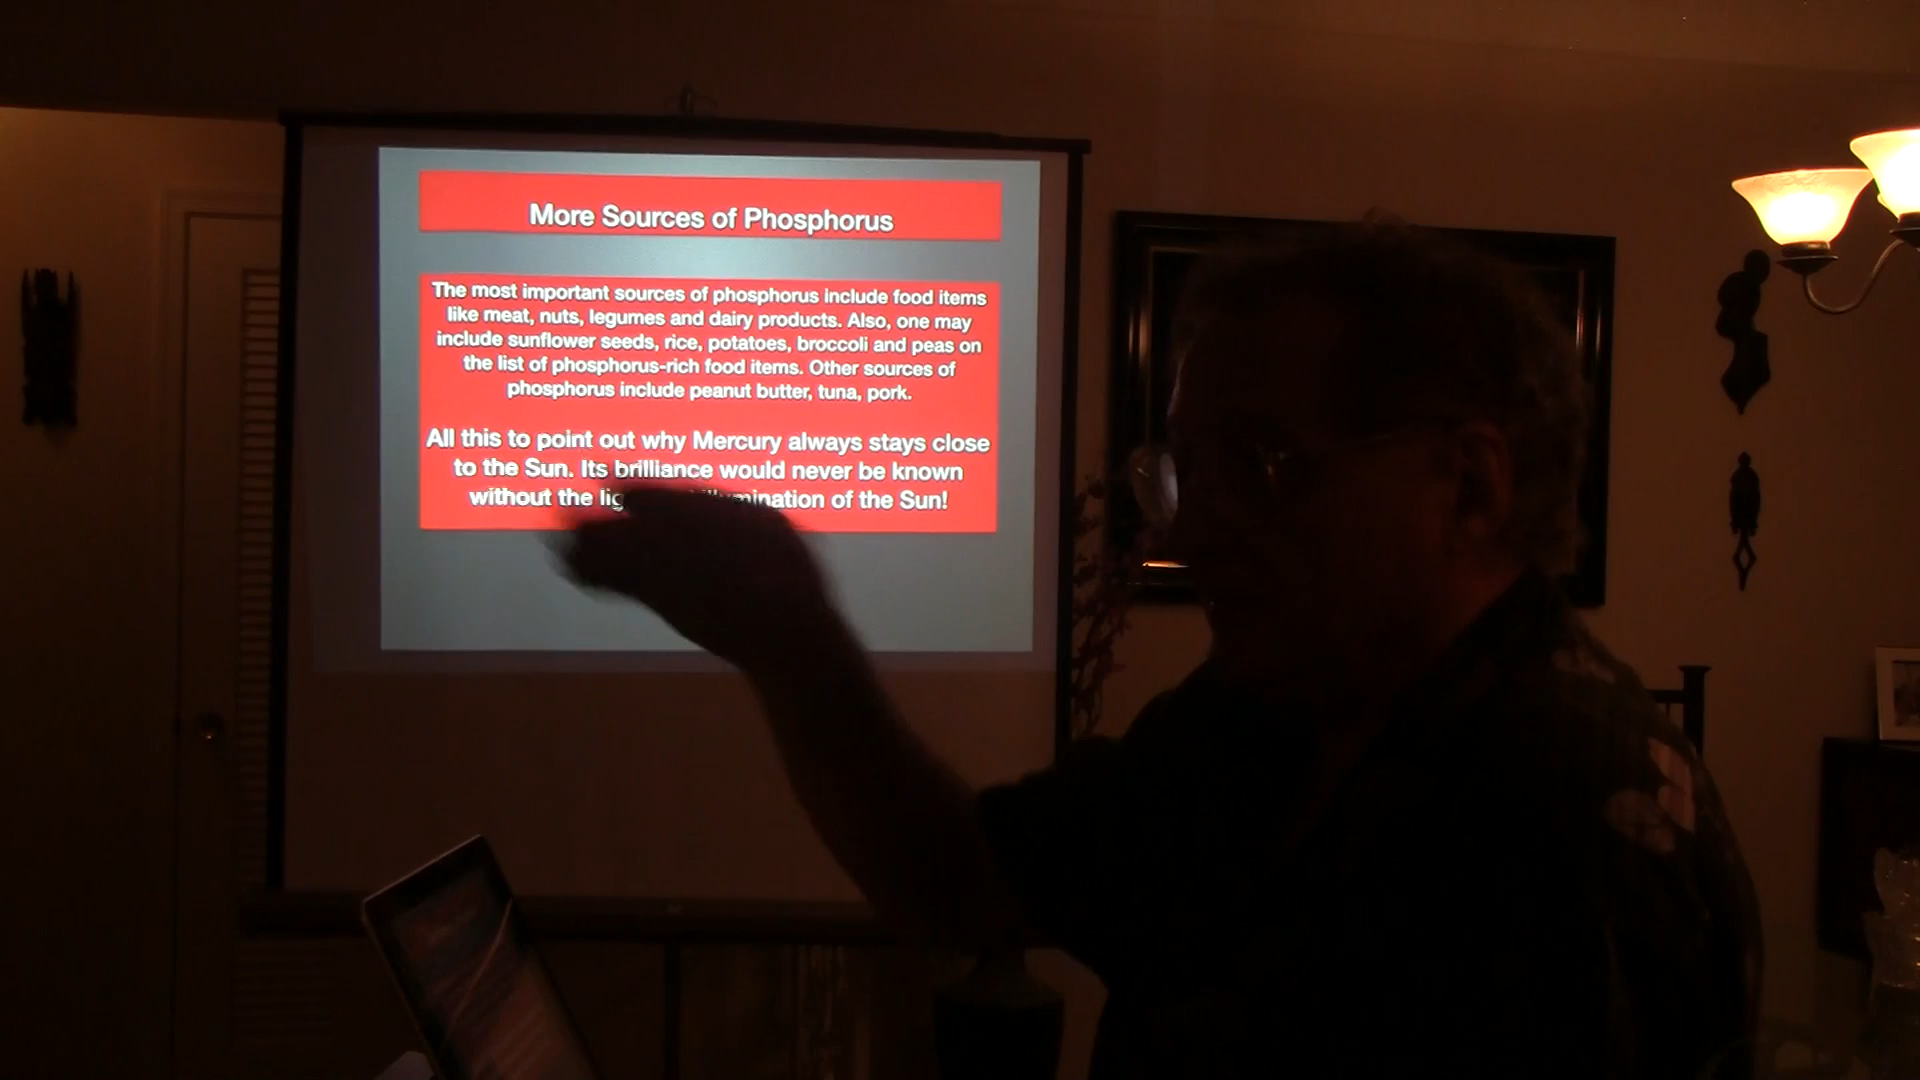 More Sources of Phosphorus
The most important sources of phosphorus include food items
like meat, nuts, legumes and dairy products. Also, one may
include sunflower seeds, rice, potatoes, broccoli and peas on
the list of phosphorus-rich food items. Other sources of
phosphorus include peanut butter, tuna, pork.
All this to point out why Mercury always stays close
to the Sun. Its brilliance would never be known
without the of the Sun!